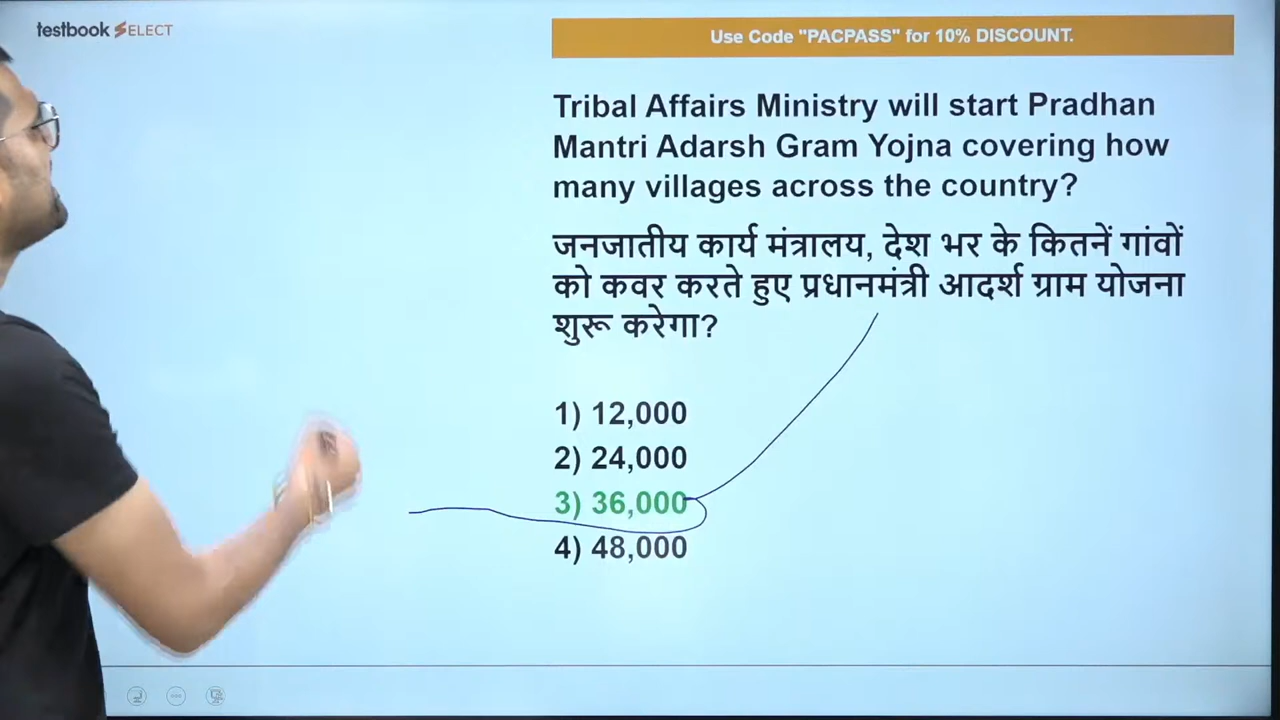 testbook SELECT
Use Code "PACPASS" for 10% DISCOUNT.
Tribal Affairs Ministry will start Pradhan
Mantri Adarsh Gram Yojna covering how
many villages across the country?
जनजातीय कार्य मंत्रालय, देश भर के कितनें गांवों
को कवर करते हुए प्रधानमंत्री आदर्श ग्राम योजना
शुरू करेगा?
1) 12,000
2) 24,000
3) 36,000
4) 48,000